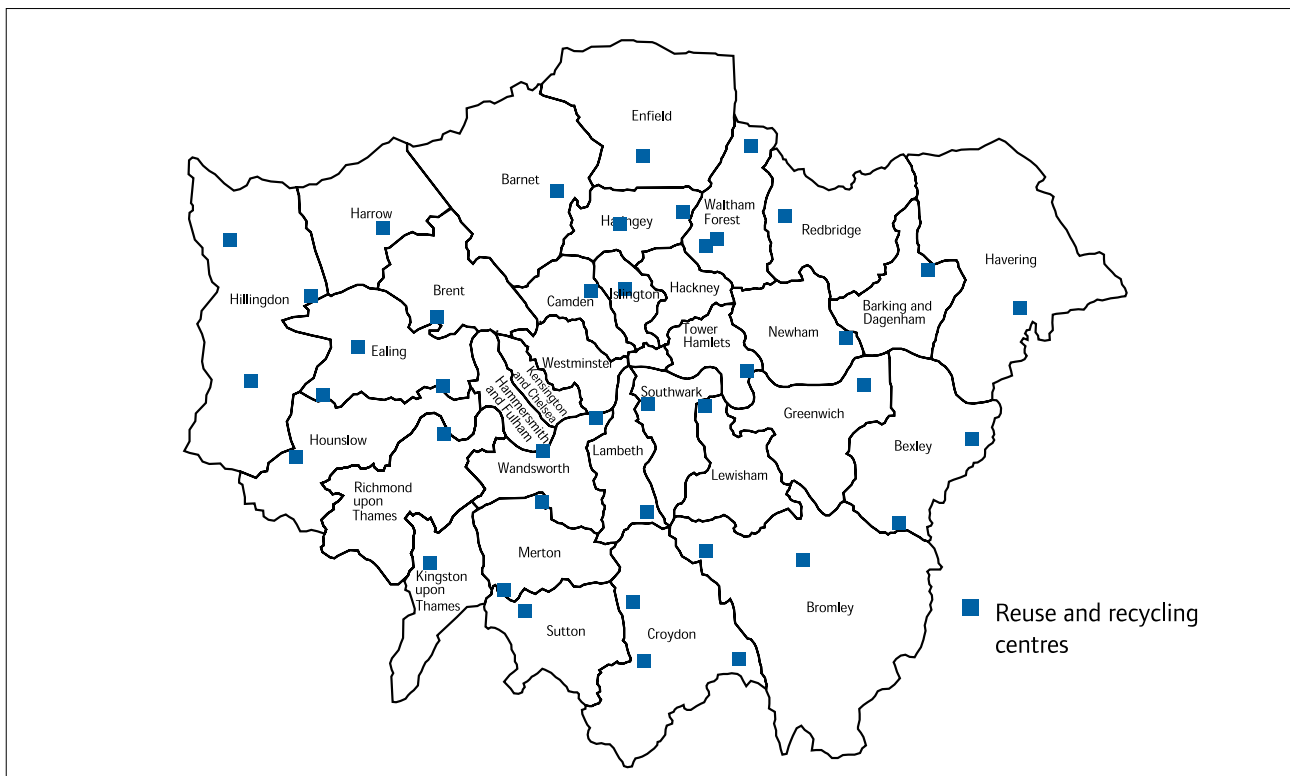 Enfield
Barnet
Haringey
Waltham
Forest
Redbridge
Harrow
Havering
Hillingdon
Brent
Camden
Islington
Hackney
Barking and
Dagenham
Tower
Hamlets
Newham
Ealing
Westminster
Kensington
and Chelsea
Hammersmith
and Fulham
Southwark
Greenwich
Hounslow
Bexley
Wandsworth
Lambeth
Lewisham
Richmond
upon
Thames
Merton
Kingston
upon
Thames
Sutton
Croydon
Bromley
Reuse and recycling
centres